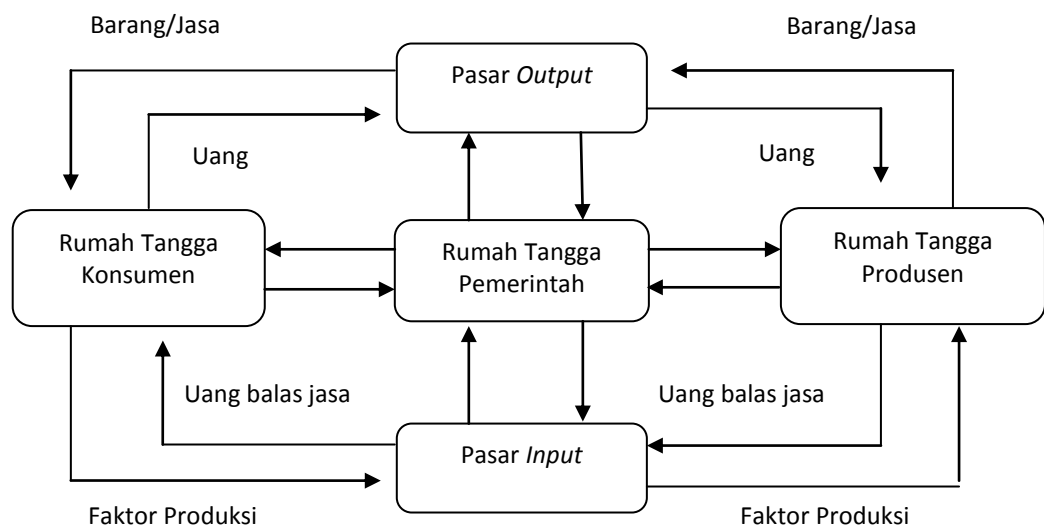 Barang/Jasa
Barang/Jasa
Pasar Output
Uang
Uang
Rumah Tangga
Konsumen
Rumah Tangga
Pemerintah
Rumah Tangga
Produsen
Uang balas jasa
Uang balas jasa
Pasar Input
Faktor Produksi
Faktor Produksi